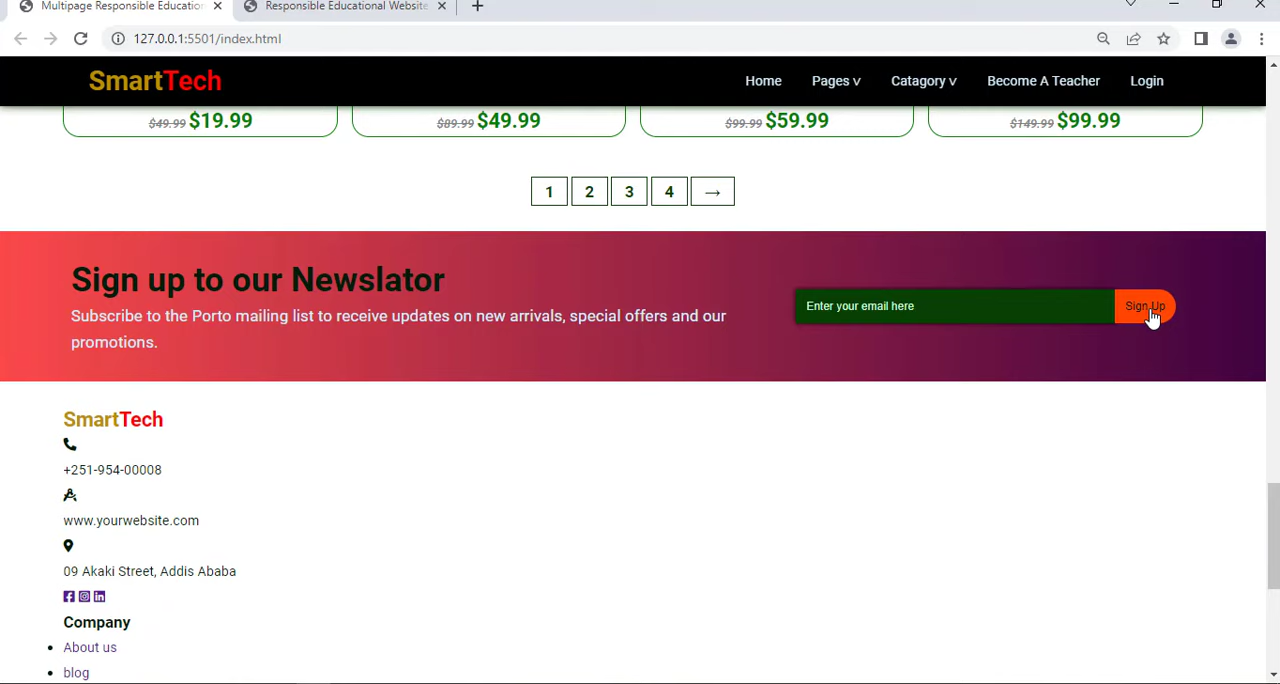 Multipage Responsible Education
Responsible Educational Website
127.0.0.1:5501/index.html
SmartTech
Home Pages v Catagory v Become A Teacher Login
$49.99 $19.99 $89.99 $49.99 $99.99 $59.99 $149.99 $99.99
1 2 3 4 →
Sign up to our Newslator
Subscribe to the Porto mailing list to receive updates on new arrivals, special offers and our
promotions.
Enter your email here Sign Up
SmartTech
+251-954-00008
www.yourwebsite.com
09 Akaki Street, Addis Ababa
Company
• About us
• blog